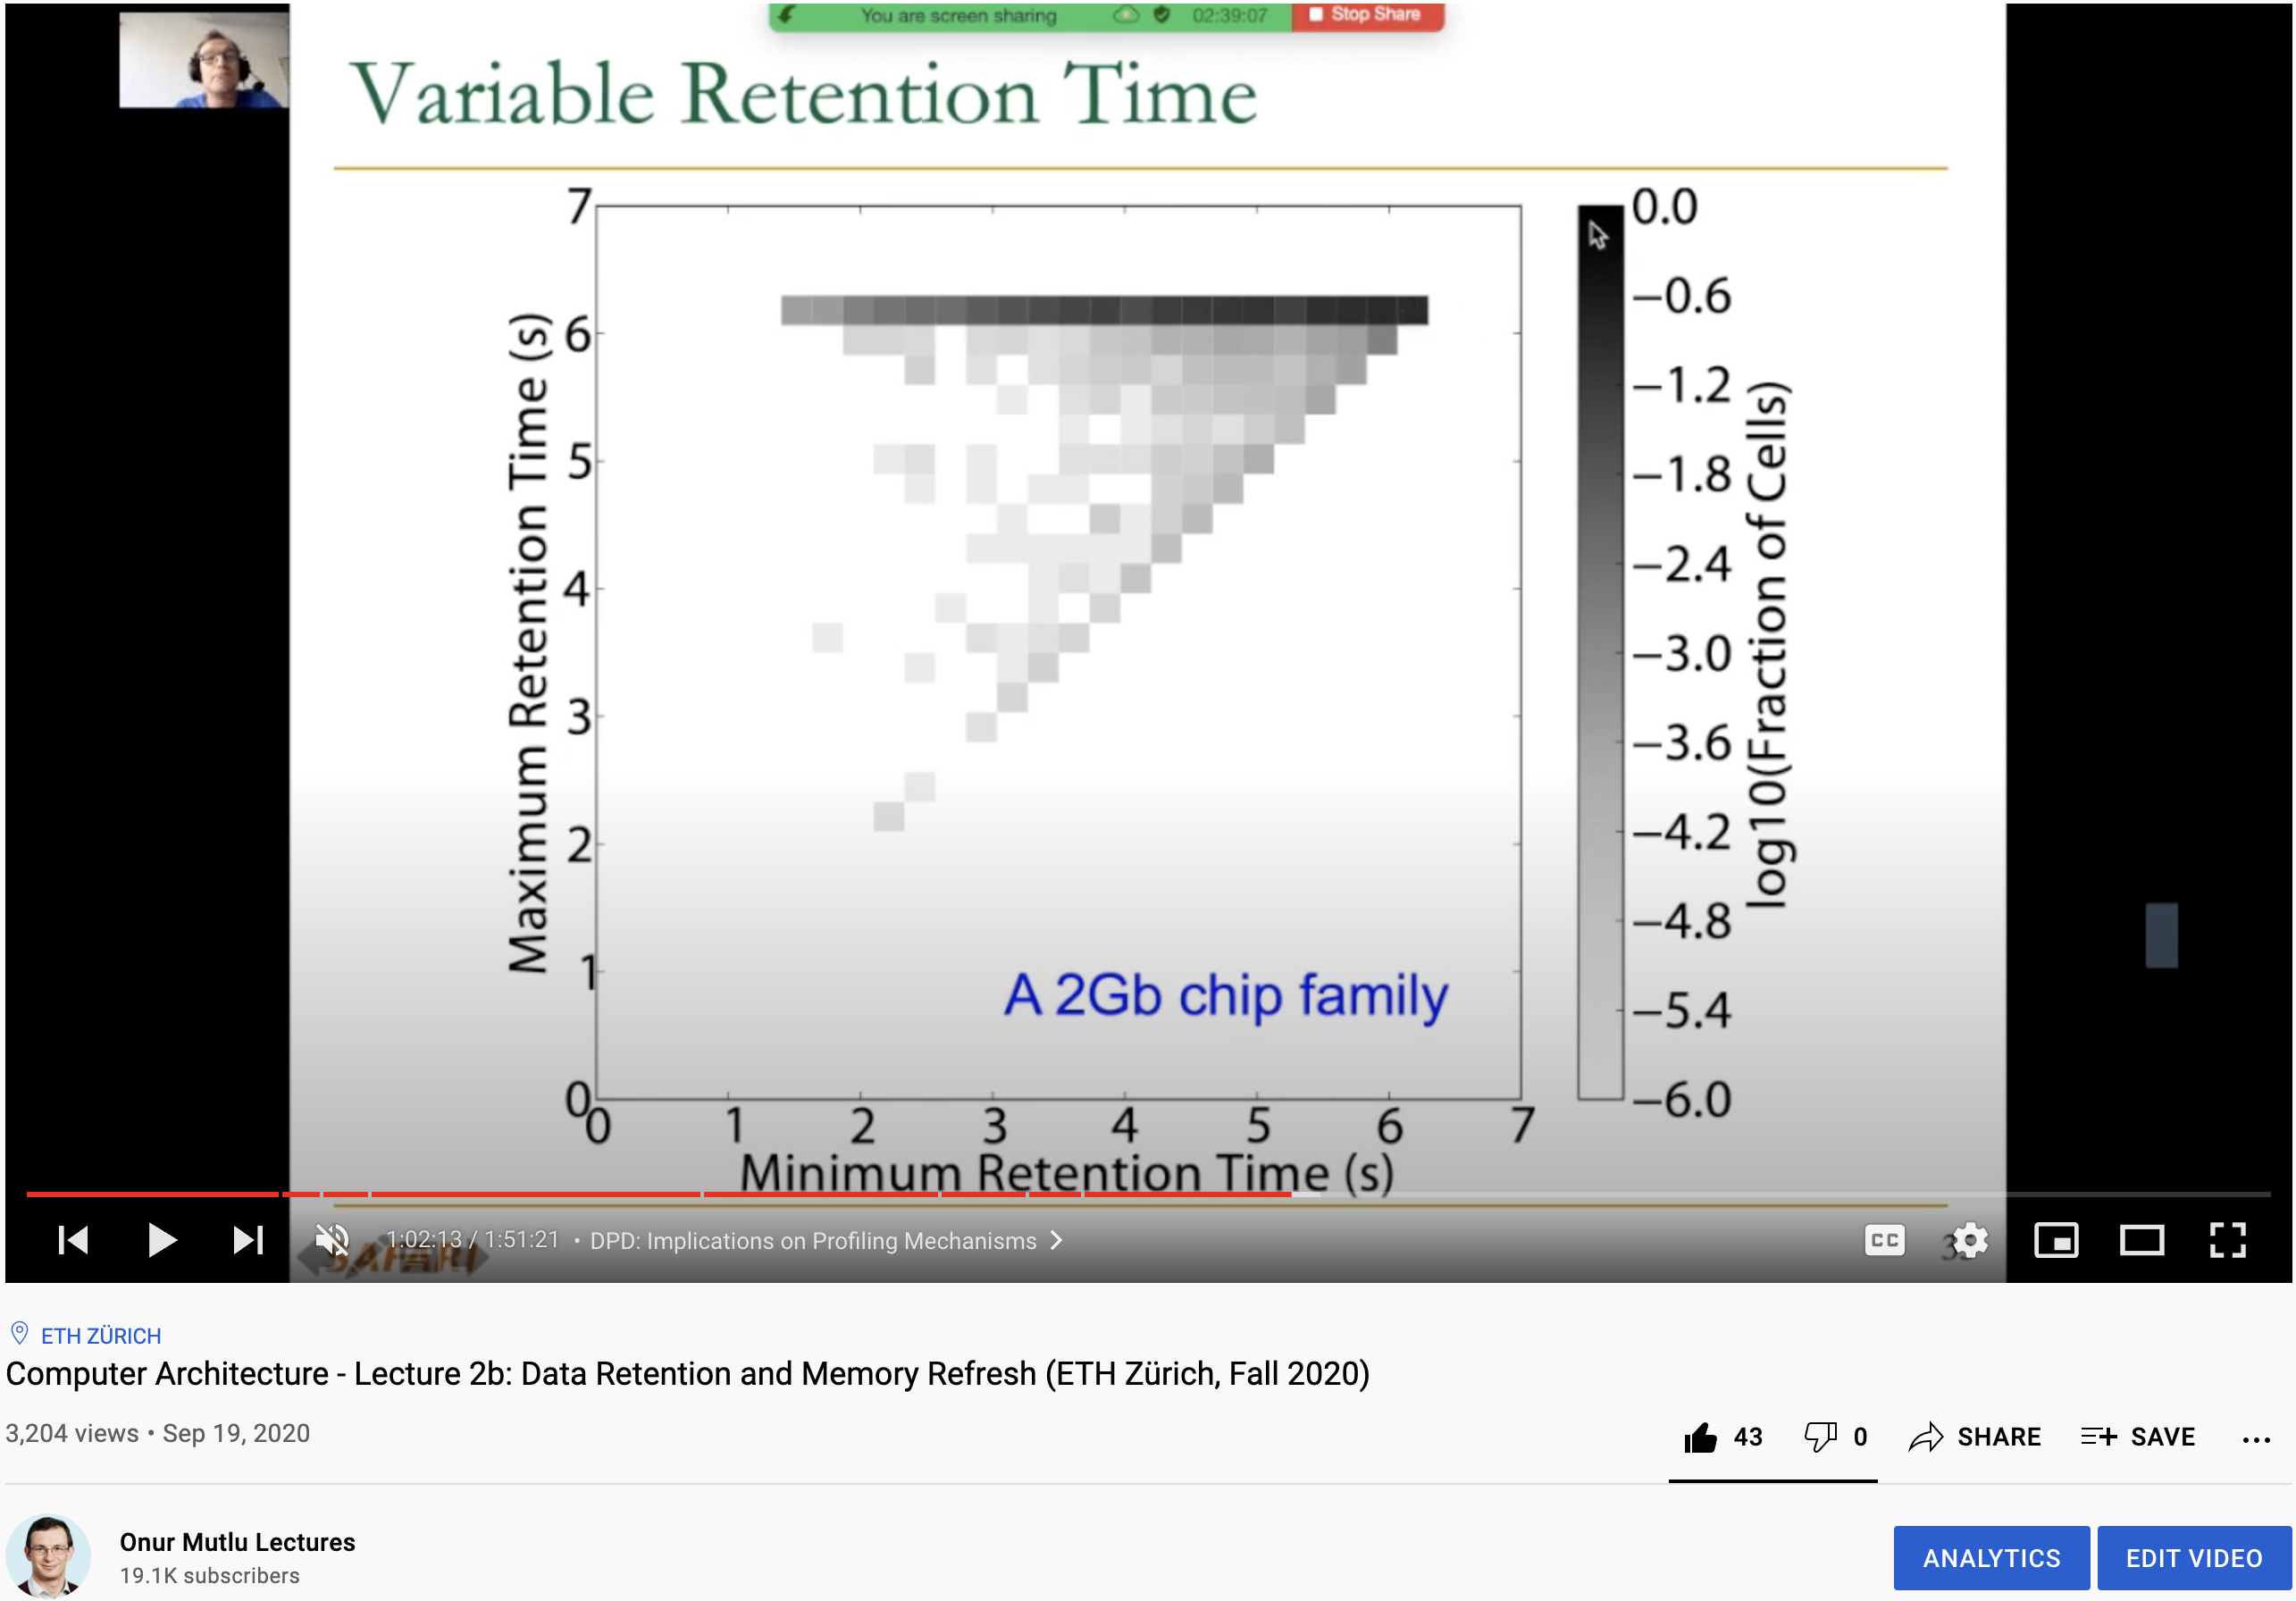 You are screen sharing 02:39:07 Stop Share
Variable Retention Time
Maximum Retention Time (s)
7
6
5
4
3
2
1
0
0 1 2 3 4 5 6 7
Minimum Retention Time (s)
A 2Gb chip family
0.0
−0.6
−1.2
−1.8
−2.4
−3.0
−3.6
−4.2
−4.8
−5.4
−6.0
log10(Fraction of Cells)
SAFARI
1:02:13 / 1:51:21 • DPD: Implications on Profiling Mechanisms
CC
ETH ZÜRICH
Computer Architecture - Lecture 2b: Data Retention and Memory Refresh (ETH Zürich, Fall 2020)
3,204 views • Sep 19, 2020
43 0 SHARE SAVE
Onur Mutlu Lectures
19.1K subscribers
ANALYTICS EDIT VIDEO